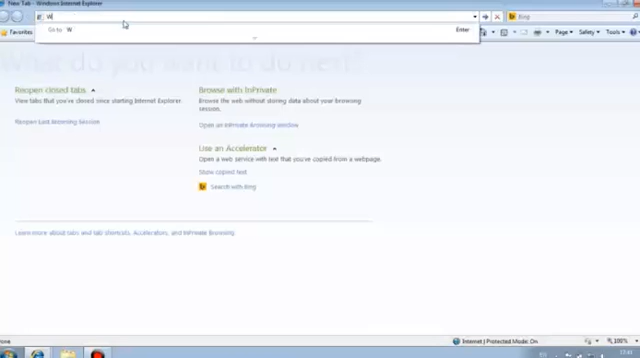 New Tab - Windows Internet Explorer
W
Bing
Go to W
Enter
Favorites
Page
Safety
Tools
What do you want to do next?
Reopen closed tabs
View tabs that you've closed since starting Internet Explorer.
Reopen Last Browsing Session
Browse with InPrivate
Browse the web without storing data about your browsing
session.
Open an InPrivate Browsing window
Use an Accelerator
Open a web service with text that you've copied from a webpage.
Show copied text
Search with Bing
Learn more about tabs and tab shortcuts, Accelerators, and InPrivate Browsing
Done
Internet | Protected Mode: On
100%